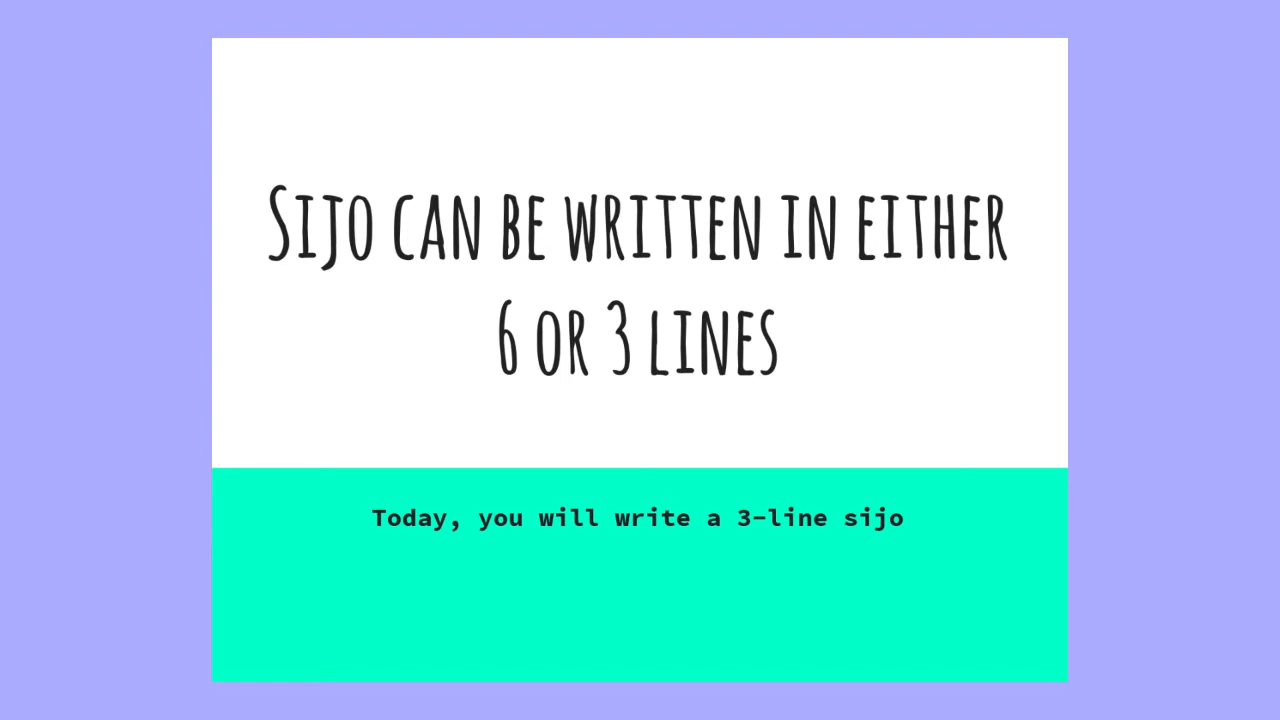 Sijo can be written in either
6 or 3 lines
Today, you will write a 3-line sijo